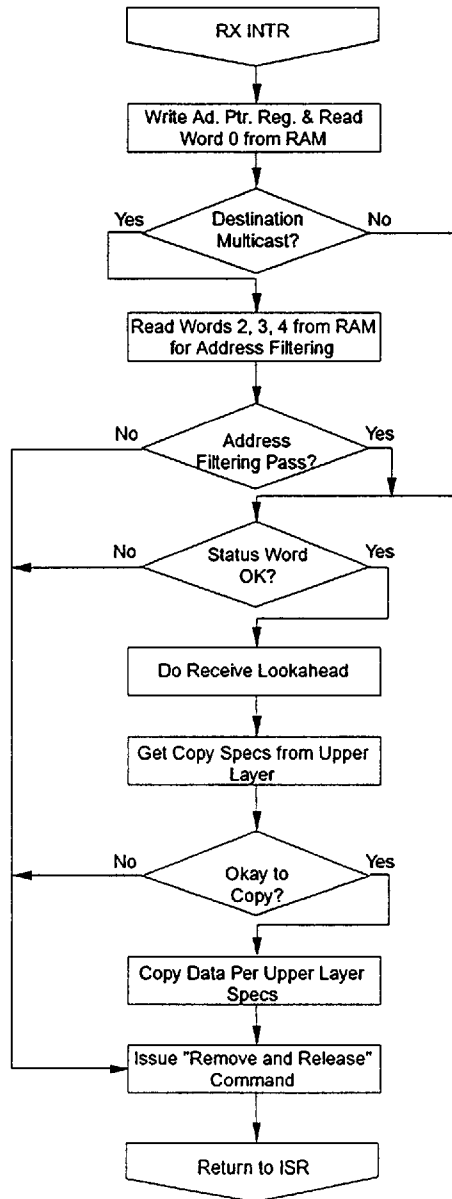 RX INTR
Write Ad. Ptr. Reg. & Read
Word 0 from RAM
Yes
Destination
Multicast?
No
Read Words 2, 3, 4 from RAM
for Address Filtering
No
Address
Filtering Pass?
Yes
No
Status Word
OK?
Yes
Do Receive Lookahead
Get Copy Specs from Upper
Layer
No
Okay to
Copy?
Yes
Copy Data Per Upper Layer
Specs
Issue "Remove and Release"
Command
Return to ISR